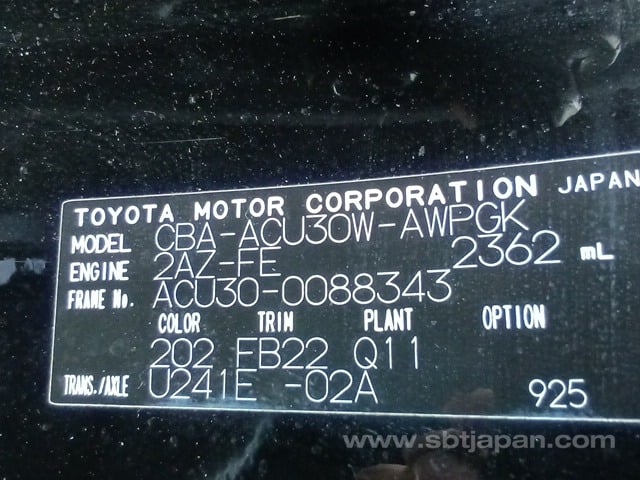 TOYOTA MOTOR CORPORATION JAPAN
MODEL CBA-ACU30W-AWPGK
ENGINE 2AZ-FE 2362 mL
FRAME No. ACU30-0088343
COLOR TRIM PLANT OPTION
202 FB22 Q11
TRANS./AXLE U241E -02A 925
www.sbtjapan.com